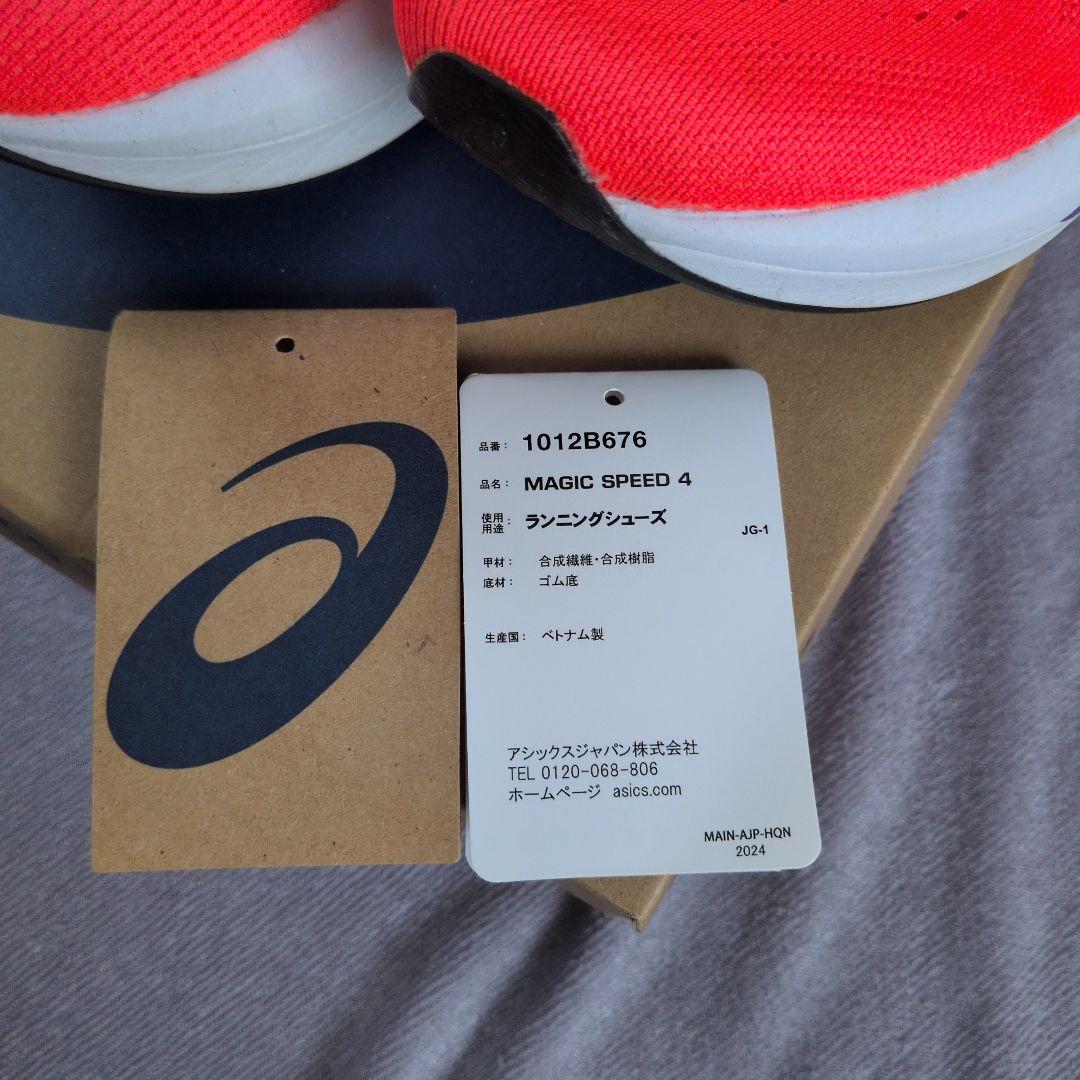 品番： 1012B676
品名： MAGIC SPEED 4
使用用途： ランニングシューズ
JG-1
甲材： 合成繊維・合成樹脂
底材： ゴム底
生産国： ベトナム製
アシックスジャパン株式会社
TEL 0120-068-806
ホームページ asics.com
MAIN-AJP-HQN
2024